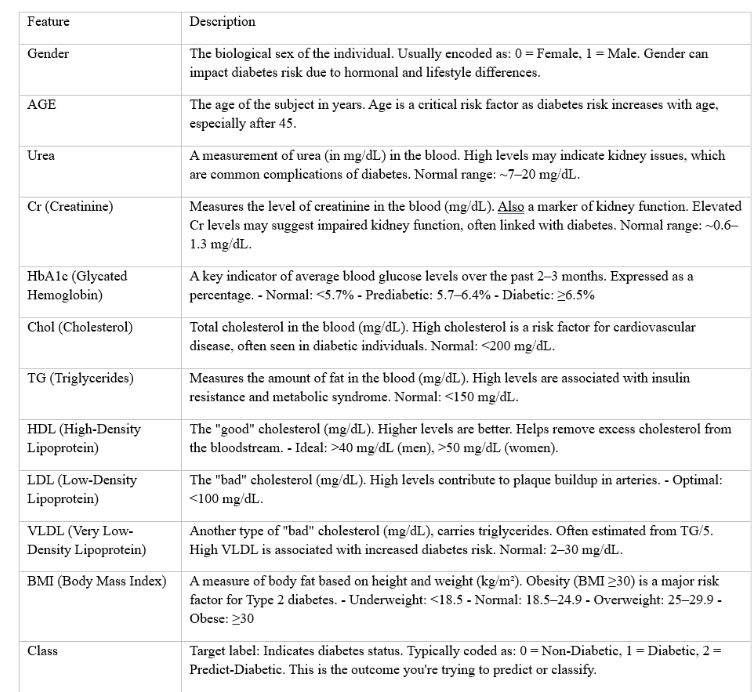 Feature Description
Gender The biological sex of the individual. Usually encoded as: 0 = Female, 1 = Male. Gender can
impact diabetes risk due to hormonal and lifestyle differences.
AGE The age of the subject in years. Age is a critical risk factor as diabetes risk increases with age,
especially after 45.
Urea A measurement of urea (in mg/dL) in the blood. High levels may indicate kidney issues, which
are common complications of diabetes. Normal range: ~7–20 mg/dL.
Cr (Creatinine) Measures the level of creatinine in the blood (mg/dL). Also a marker of kidney function. Elevated
Cr levels may suggest impaired kidney function, often linked with diabetes. Normal range: ~0.6–
1.3 mg/dL.
HbA1c (Glycated A key indicator of average blood glucose levels over the past 2–3 months. Expressed as a
Hemoglobin) percentage. - Normal: <5.7% - Prediabetic: 5.7–6.4% - Diabetic: ≥6.5%
Chol (Cholesterol) Total cholesterol in the blood (mg/dL). High cholesterol is a risk factor for cardiovascular
disease, often seen in diabetic individuals. Normal: <200 mg/dL.
TG (Triglycerides) Measures the amount of fat in the blood (mg/dL). High levels are associated with insulin
resistance and metabolic syndrome. Normal: <150 mg/dL.
HDL (High-Density The "good" cholesterol (mg/dL). Higher levels are better. Helps remove excess cholesterol from
Lipoprotein) the bloodstream. - Ideal: >40 mg/dL (men), >50 mg/dL (women).
LDL (Low-Density The "bad" cholesterol (mg/dL). High levels contribute to plaque buildup in arteries. - Optimal:
Lipoprotein) <100 mg/dL.
VLDL (Very Low- Another type of "bad" cholesterol (mg/dL), carries triglycerides. Often estimated from TG/5.
Density Lipoprotein) High VLDL is associated with increased diabetes risk. Normal: 2–30 mg/dL.
BMI (Body Mass Index) A measure of body fat based on height and weight (kg/m²). Obesity (BMI ≥30) is a major risk
factor for Type 2 diabetes. - Underweight: <18.5 - Normal: 18.5–24.9 - Overweight: 25–29.9 -
Obese: ≥30
Class Target label: Indicates diabetes status. Typically coded as: 0 = Non-Diabetic, 1 = Diabetic, 2 =
Predict-Diabetic. This is the outcome you're trying to predict or classify.